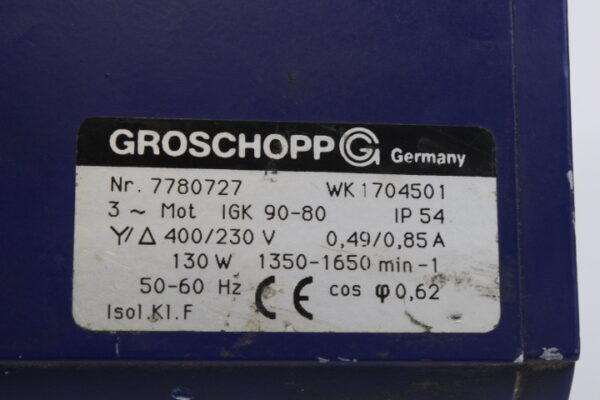 GROSCHOPP G Germany
Nr. 7780727 WK 1704501
3 ~ Mot IGK 90-80 IP 54
Y/Δ 400/230 V 0,49/0,85 A
130 W 1350-1650 min-1
50-60 Hz CE cos φ 0,62
Isol.Kl.F